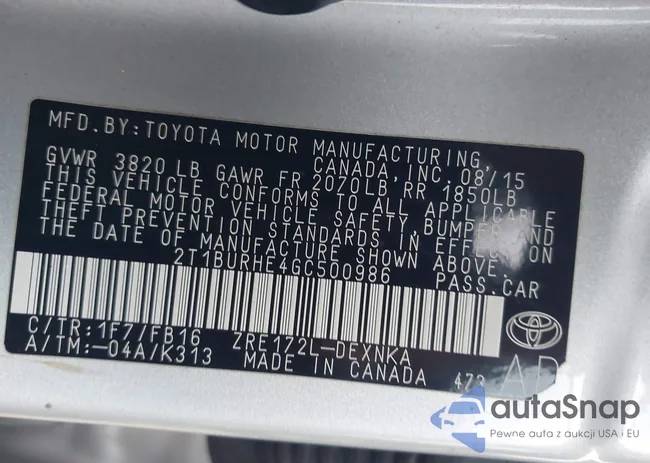 MFD.BY:TOYOTA MOTOR MANUFACTURING,
CANADA, INC. 08/15
GVWR 3820 LB GAWR FR 2070LB RR 1850LB
THIS VEHICLE CONFORMS TO ALL APPLICABLE
FEDERAL MOTOR VEHICLE SAFETY, BUMPER AND
THEFT PREVENTION STANDARDS IN EFFECT ON
THE DATE OF MANUFACTURE SHOWN ABOVE.
2T1BURHE4GC500986 PASS.CAR
C/TR:1F7/FB16 ZRE172L-DEXNKA
A/TM:-04A/K313 MADE IN CANADA 473
autaSnap
Pewne auta z aukcji USA i EU